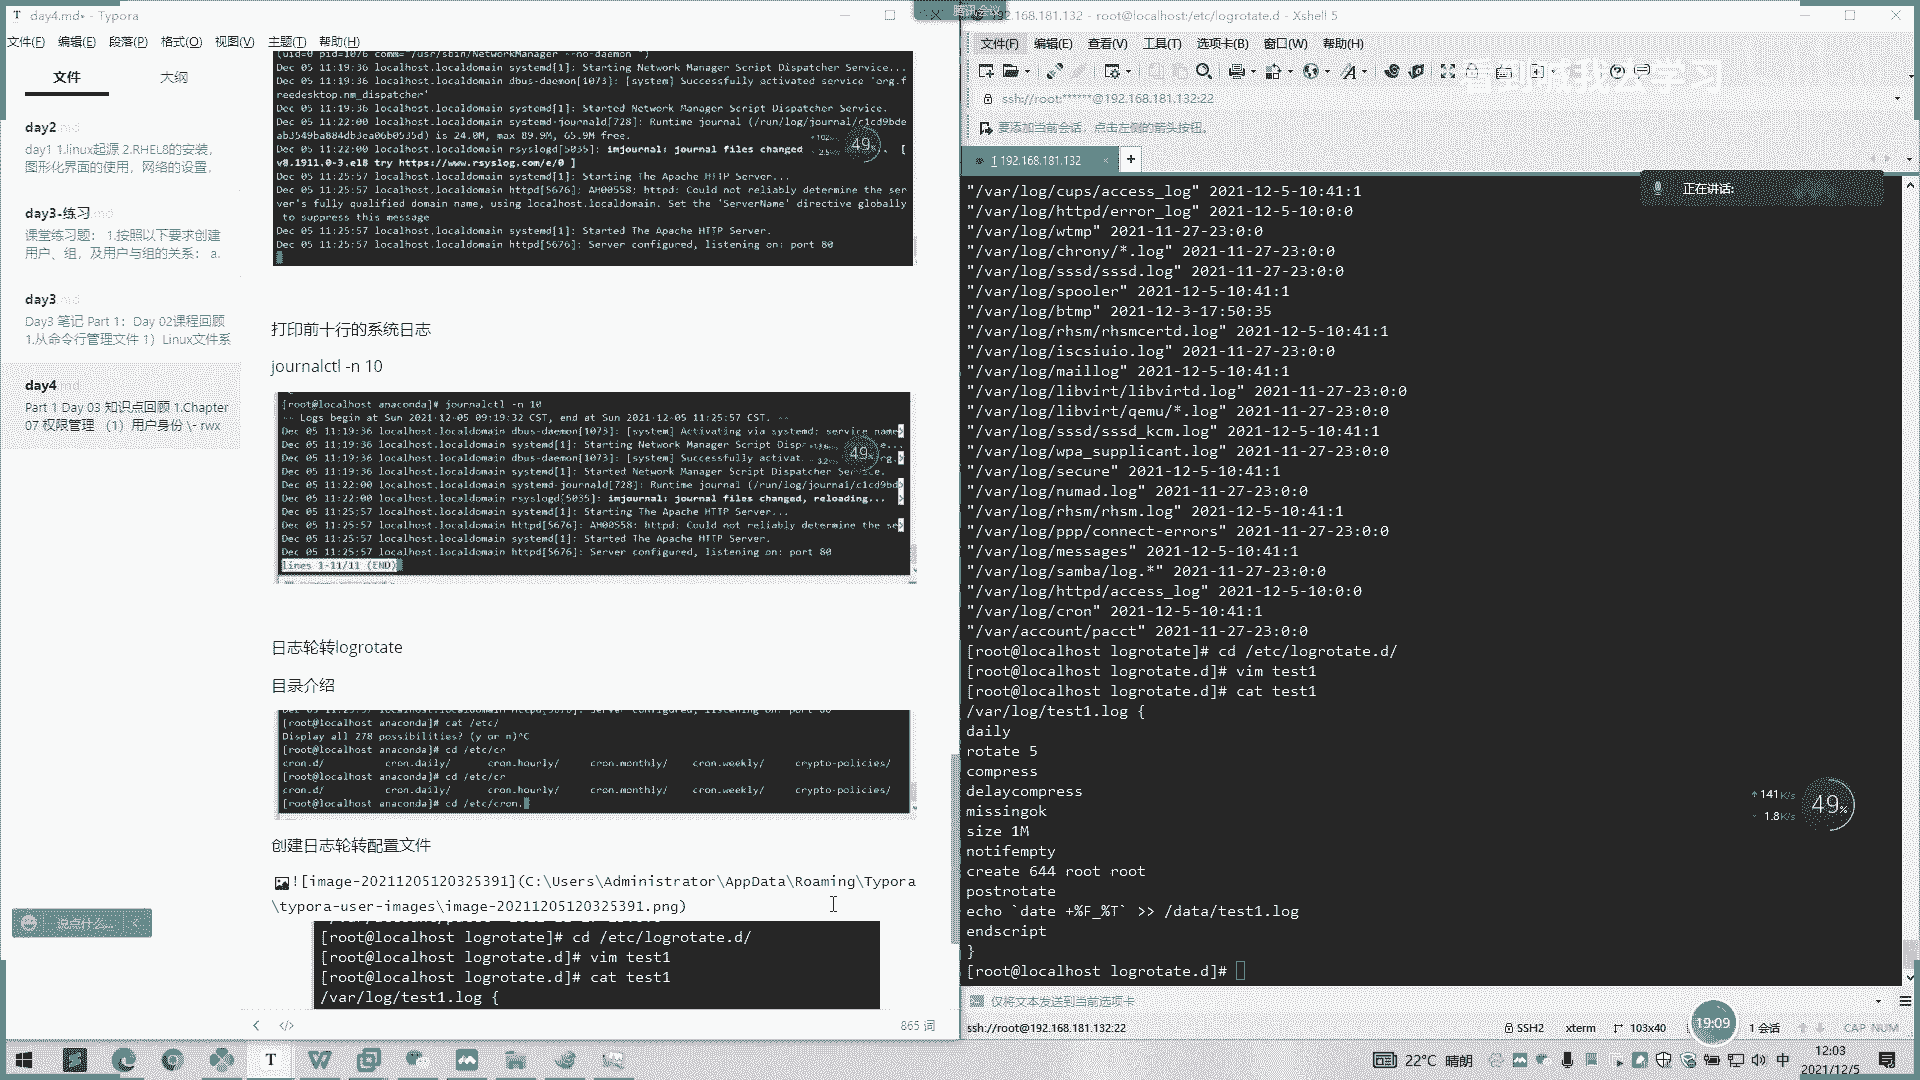 day4.md• - Typora
腾讯会议
192.168.181.132 - root@localhost:/etc/logrotate.d - Xshell 5
文件(F) 编辑(E) 段落(P) 格式(O) 视图(V) 主题(T) 帮助(H)
文件 大纲
day2.md
day1 1.linux起源 2.RHEL8的安装，
图形化界面的使用，网络的设置，
day3-练习.md
课堂练习题： 1.按照以下要求创建
用户、组，及用户与组的关系： a.
day3.md
Day3 笔记 Part 1：Day 02课程回顾
1.从命令行管理文件 1）Linux文件系
day4.md
Part 1 Day 03 知识点回顾 1.Chapter
07 权限管理 （1）用户身份 \- rwx
说点什么...
(uid=0 pid=1076 comm="/usr/sbin/NetworkManager --no-daemon ")
Dec 05 11:19:36 localhost.localdomain systemd[1]: Starting Network Manager Script Dispatcher Service...
Dec 05 11:19:36 localhost.localdomain dbus-daemon[1073]: [system] Successfully activated service 'org.f
reedesktop.nm_dispatcher'
Dec 05 11:19:36 localhost.localdomain systemd[1]: Started Network Manager Script Dispatcher Service.
Dec 05 11:22:00 localhost.localdomain systemd-journald[728]: Runtime journal (/run/log/journal/c1cd9bde
ab3549ba884db3ea06b0535d) is 24.0M, max 89.9M, 65.9M free.
Dec 05 11:22:00 localhost.localdomain rsyslogd[5035]: imjournal: journal files changed
[
v8.1911.0-3.el8 try https://www.rsyslog.com/e/0 ]
Dec 05 11:25:57 localhost.localdomain systemd[1]: Starting The Apache HTTP Server...
Dec 05 11:25:57 localhost.localdomain httpd[5676]: AH00558: httpd: Could not reliably determine the ser
ver's fully qualified domain name, using localhost.localdomain. Set the 'ServerName' directive globally
to suppress this message
Dec 05 11:25:57 localhost.localdomain systemd[1]: Started The Apache HTTP Server.
Dec 05 11:25:57 localhost.localdomain httpd[5676]: Server configured, listening on: port 80
49%
打印前十行的系统日志
journalctl -n 10
[root@localhost anaconda]# journalctl -n 10
-- Logs begin at Sun 2021-12-05 09:19:32 CST, end at Sun 2021-12-05 11:25:57 CST. --
Dec 05 11:19:36 localhost.localdomain dbus-daemon[1073]: [system] Activating via systemd: service name
Dec 05 11:19:36 localhost.localdomain systemd[1]: Starting Network Manager Script Disp
Dec 05 11:19:36 localhost.localdomain dbus-daemon[1073]: [system] Successfully activat
Dec 05 11:19:36 localhost.localdomain systemd[1]: Started Network Manager Script Dispatcher Service.
Dec 05 11:22:00 localhost.localdomain systemd-journald[728]: Runtime journal (/run/log/journal/c1cd9bd
Dec 05 11:22:00 localhost.localdomain rsyslogd[5035]: imjournal: journal files changed, reloading...
Dec 05 11:25:57 localhost.localdomain systemd[1]: Starting The Apache HTTP Server...
Dec 05 11:25:57 localhost.localdomain httpd[5676]: AH00558: httpd: Could not reliably determine the se
Dec 05 11:25:57 localhost.localdomain systemd[1]: Started The Apache HTTP Server.
Dec 05 11:25:57 localhost.localdomain httpd[5676]: Server configured, listening on: port 80
lines 1-11/11 (END)
49%
日志轮转logrotate
目录介绍
[root@localhost anaconda]# cat /etc/
Display all 278 possibilities? (y or n)^C
[root@localhost anaconda]# cd /etc/cr
cron.d/ cron.daily/ cron.hourly/ cron.monthly/ cron.weekly/ crypto-policies/
[root@localhost anaconda]# cd /etc/cr
cron.d/ cron.daily/ cron.hourly/ cron.monthly/ cron.weekly/ crypto-policies/
[root@localhost anaconda]# cd /etc/cron.
创建日志轮转配置文件
![image-20211205120325391](C:\Users\Administrator\AppData\Roaming\Typora
\typora-user-images\image-20211205120325391.png)
[root@localhost logrotate]# cd /etc/logrotate.d/
[root@localhost logrotate.d]# vim test1
[root@localhost logrotate.d]# cat test1
/var/log/test1.log {
865 词
文件(F) 编辑(E) 查看(V) 工具(T) 选项卡(B) 窗口(W) 帮助(H)
ssh://root:******@192.168.181.132:22
要添加当前会话，点击左侧的箭头按钮。
1 192.168.181.132
正在讲话:
"/var/log/cups/access_log" 2021-12-5-10:41:1
"/var/log/httpd/error_log" 2021-12-5-10:0:0
"/var/log/wtmp" 2021-11-27-23:0:0
"/var/log/chrony/*.log" 2021-11-27-23:0:0
"/var/log/sssd/sssd.log" 2021-11-27-23:0:0
"/var/log/spooler" 2021-12-5-10:41:1
"/var/log/btmp" 2021-12-3-17:50:35
"/var/log/rhsm/rhsmcertd.log" 2021-12-5-10:41:1
"/var/log/iscsiuio.log" 2021-11-27-23:0:0
"/var/log/maillog" 2021-12-5-10:41:1
"/var/log/libvirt/libvirtd.log" 2021-11-27-23:0:0
"/var/log/libvirt/qemu/*.log" 2021-11-27-23:0:0
"/var/log/sssd/sssd_kcm.log" 2021-12-5-10:41:1
"/var/log/wpa_supplicant.log" 2021-11-27-23:0:0
"/var/log/secure" 2021-12-5-10:41:1
"/var/log/numad.log" 2021-11-27-23:0:0
"/var/log/rhsm/rhsm.log" 2021-12-5-10:41:1
"/var/log/ppp/connect-errors" 2021-11-27-23:0:0
"/var/log/messages" 2021-12-5-10:41:1
"/var/log/samba/log.*" 2021-11-27-23:0:0
"/var/log/httpd/access_log" 2021-12-5-10:0:0
"/var/log/cron" 2021-12-5-10:41:1
"/var/account/pacct" 2021-11-27-23:0:0
[root@localhost logrotate]# cd /etc/logrotate.d/
[root@localhost logrotate.d]# vim test1
[root@localhost logrotate.d]# cat test1
/var/log/test1.log {
daily
rotate 5
compress
delaycompress
missingok
size 1M
notifempty
create 644 root root
postrotate
echo `date +%F_%T` >> /data/test1.log
endscript
}
[root@localhost logrotate.d]#
141 K/s
1.8 K/s
49%
仅将文本发送到当前选项卡
ssh://root@192.168.181.132:22
SSH2 xterm 103x40 19:09 1 会话 CAP NUM
22°C 晴朗
中
12:03
2021/12/5